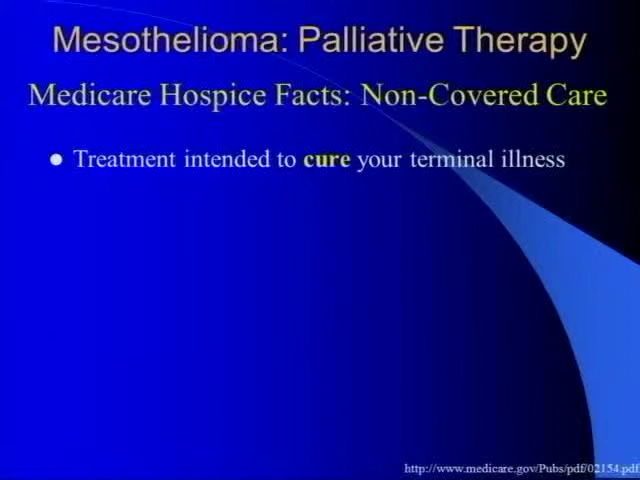 Mesothelioma: Palliative Therapy
Medicare Hospice Facts: Non-Covered Care
● Treatment intended to cure your terminal illness
http://www.medicare.gov/Pubs/pdf/02154.pdf